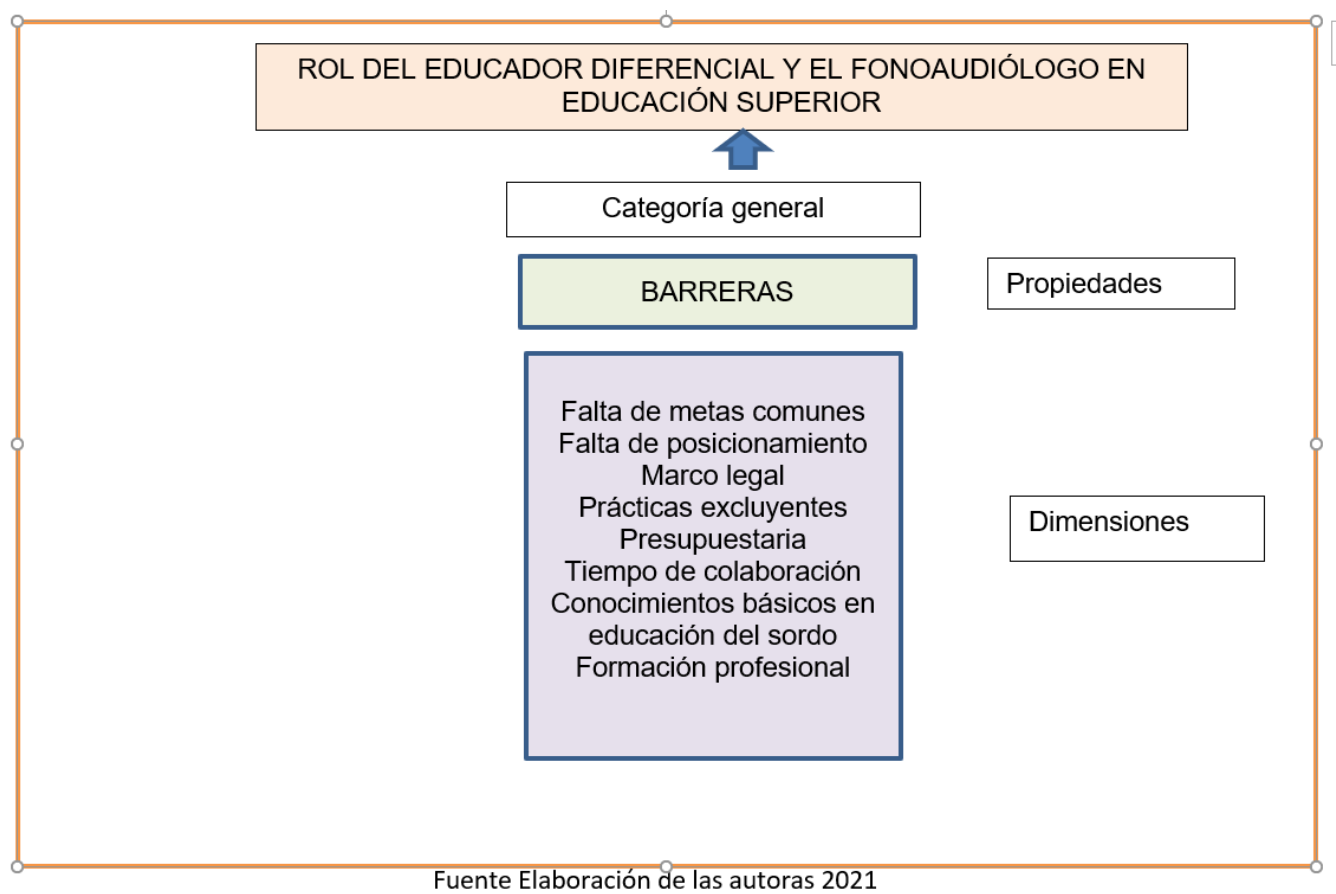 ROL DEL EDUCADOR DIFERENCIAL Y EL FONOAUDIÓLOGO EN
EDUCACIÓN SUPERIOR
Categoría general
BARRERAS
Propiedades
Falta de metas comunes
Falta de posicionamiento
Marco legal
Prácticas excluyentes
Presupuestaria
Tiempo de colaboración
Conocimientos básicos en
educación del sordo
Formación profesional
Dimensiones
Fuente Elaboración de las autoras 2021